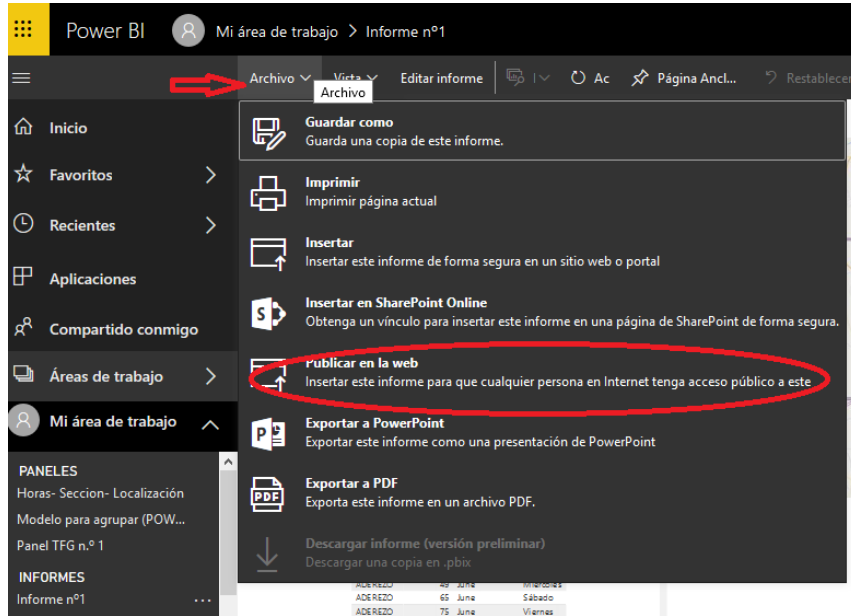 Power BI Mi área de trabajo > Informe nº1
Archivo Vista Editar informe Ac Página Ancl... Restablecer
Archivo
Inicio
Favoritos
Recientes
Aplicaciones
Compartido conmigo
Áreas de trabajo
Mi área de trabajo
PANELES
Horas- Seccion- Localización
Modelo para agrupar (POW...
Panel TFG n.º 1
INFORMES
Informe nº1 ...
Guardar como
Guarda una copia de este informe.
Imprimir
Imprimir página actual
Insertar
Insertar este informe de forma segura en un sitio web o portal
Insertar en SharePoint Online
Obtenga un vínculo para insertar este informe en una página de SharePoint de forma segura.
Publicar en la web
Insertar este informe para que cualquier persona en Internet tenga acceso público a este
Exportar a PowerPoint
Exportar este informe como una presentación de PowerPoint
Exportar a PDF
Exporta este informe en un archivo PDF.
Descargar informe (versión preliminar)
Descargar una copia en .pbix
ADEREZO 49 June Miércoles
ADEREZO 65 June Sábado
ADEREZO 75 June Viernes